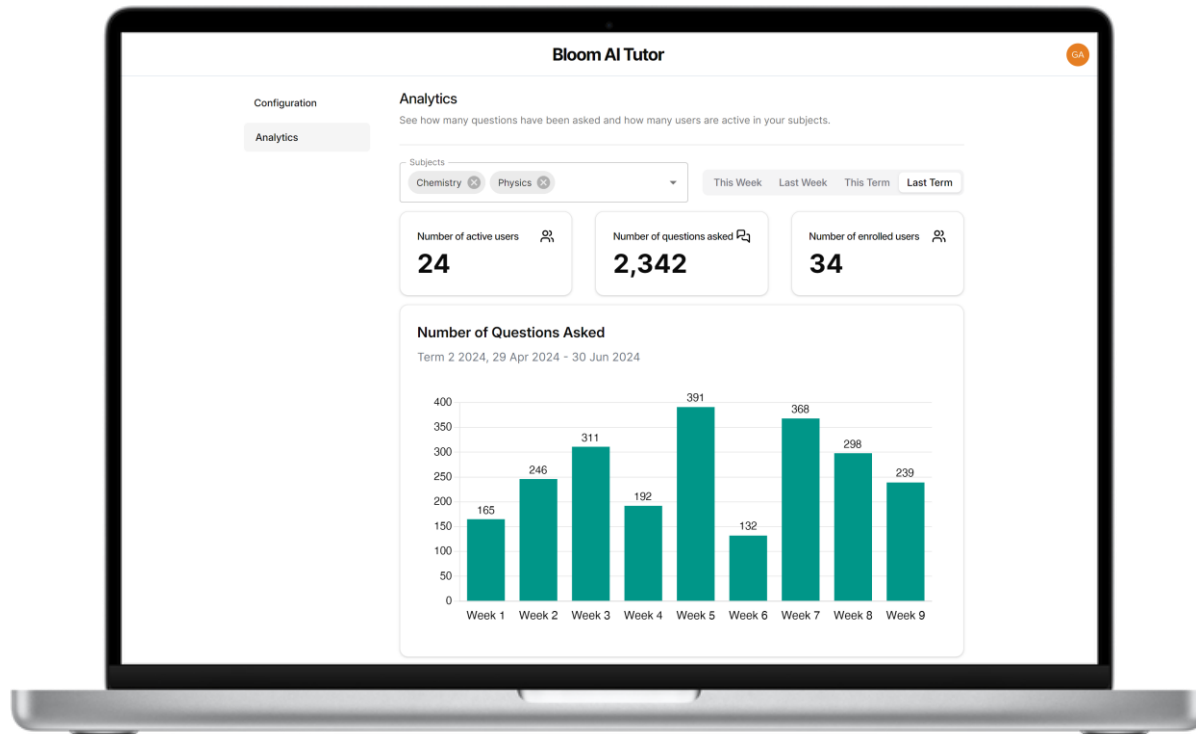 Bloom AI Tutor
GA
Configuration
Analytics
Analytics
See how many questions have been asked and how many users are active in your subjects.
Subjects
Chemistry Physics
This Week Last Week This Term Last Term
Number of active users
24
Number of questions asked
2,342
Number of enrolled users
34
Number of Questions Asked
Term 2 2024, 29 Apr 2024 - 30 Jun 2024
400
350
300
250
200
150
100
50
0
165
246
311
192
391
132
368
298
239
Week 1 Week 2 Week 3 Week 4 Week 5 Week 6 Week 7 Week 8 Week 9